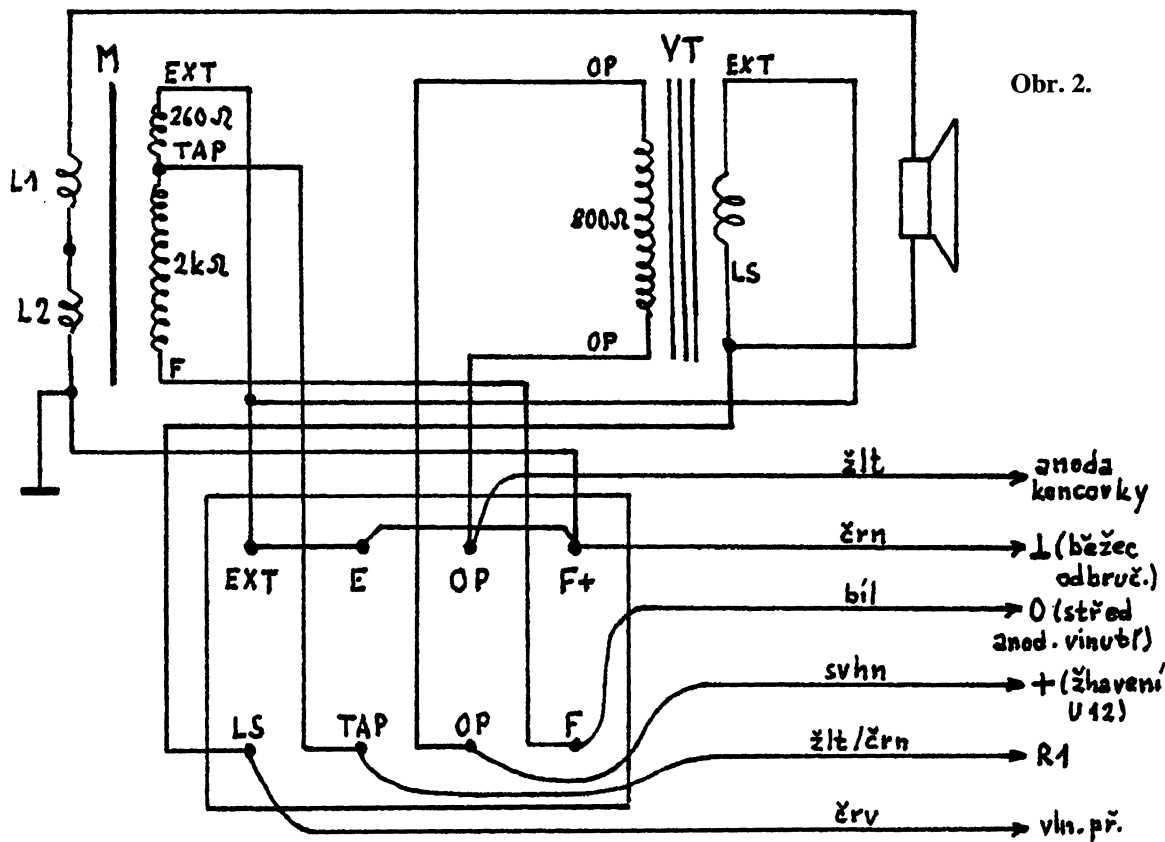 M
EXT
260Ω
TAP
L1
2kΩ
L2
F
OP
VT
EXT
800Ω
LS
OP
Obr. 2.
žlt
anoda
koncovky
EXT
E
OP
F+
črn
⊥ (běžec
odbruč.)
bíl
0 (střed
anod. vinutí)
svhn
+ (žhavení
U12)
LS
TAP
OP
F
žlt/črn
R1
črv
vln. př.